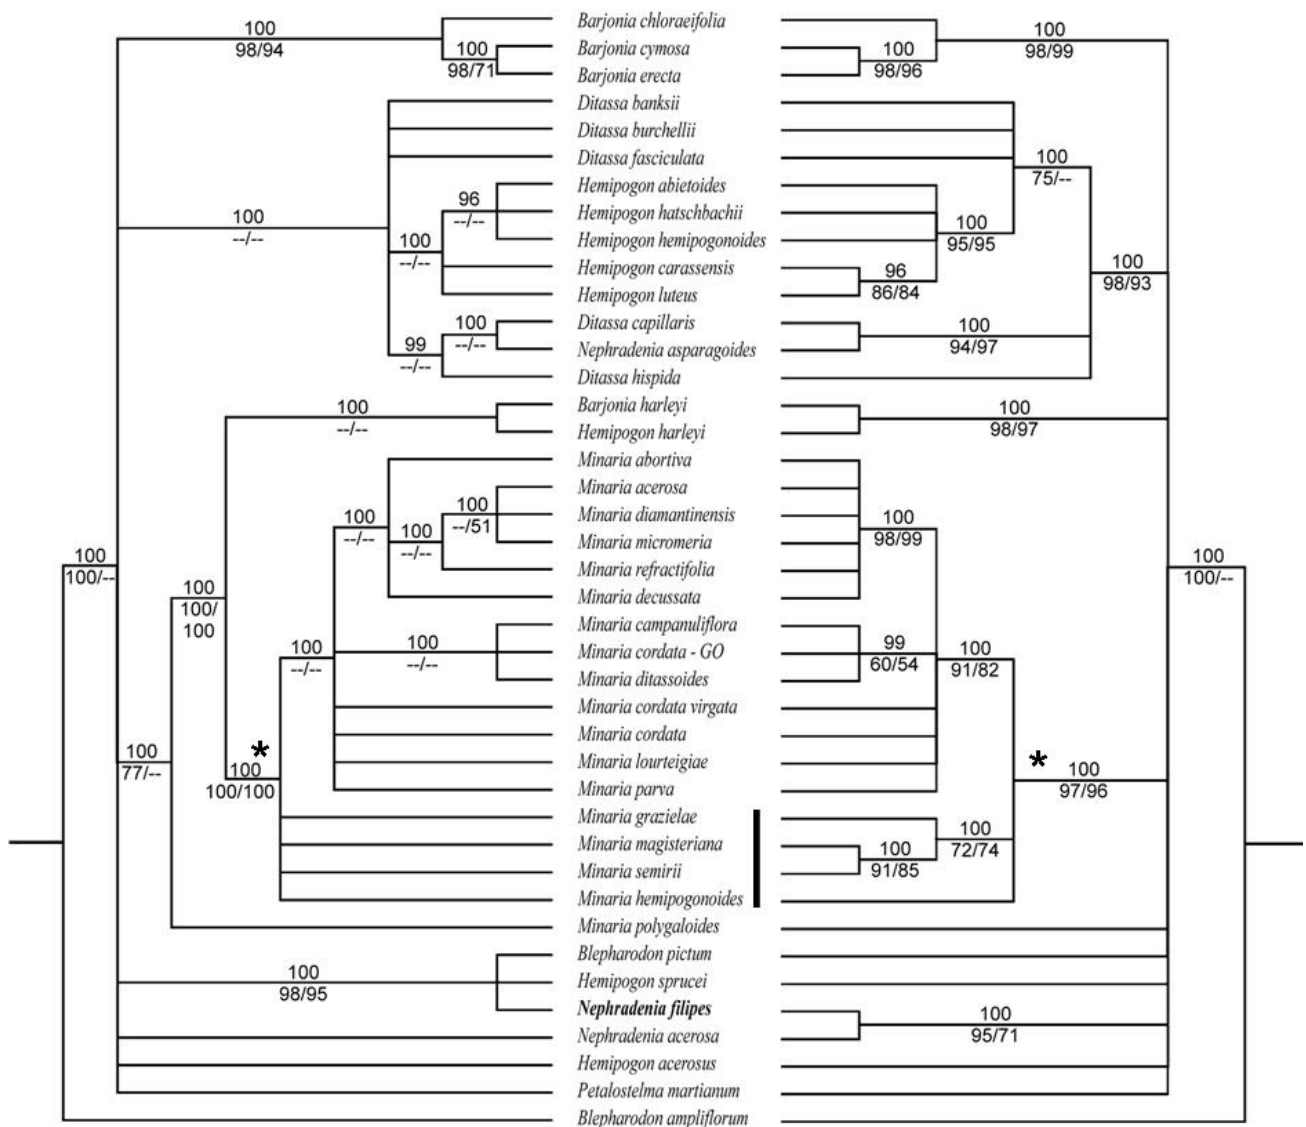 100 Barjonia chloraeifolia 100
98/94 98/99
100 Barjonia cymosa 100
98/71 Barjonia erecta 98/96
Ditassa banksii
Ditassa burchellii
Ditassa fasciculata 100
75/--
96 Hemipogon abietoides
--/-- Hemipogon hatschbachii
100 100
--/-- 95/95
100 Hemipogon hemipogonoides
--/-- Hemipogon carassensis 96 100
Hemipogon luteus 86/84 98/93
100 Ditassa capillaris 100
99 --/-- Nephradenia asparagoides 94/97
--/-- Ditassa hispida
100 Barjonia harleyi 100
--/-- Hemipogon harleyi 98/97
Minaria abortiva
Minaria acerosa
100 100 Minaria diamantinensis 100
--/-- --/51 98/99
100 Minaria micromeria
--/-- Minaria refractifolia
100 100
100/-- 100/--
100 Minaria decussata
100/
100 Minaria campanuliflora
100 100 Minaria cordata - GO 99 100
--/-- --/-- Minaria ditassoides 60/54 91/82
Minaria cordata virgata
Minaria cordata
100 * Minaria lourteigiae *
77/-- 100 100
100/100 Minaria parva 97/96
Minaria grazielae
Minaria magisteriana 100 100
Minaria semirii 91/85 72/74
Minaria hemipogonoides
Minaria polygaloides
Blepharodon pictum
100 Hemipogon sprucei
98/95
Nephradenia filipes 100
Nephradenia acerosa 95/71
Hemipogon acerosus
Petalostelma martianum
Blepharodon ampliflorum